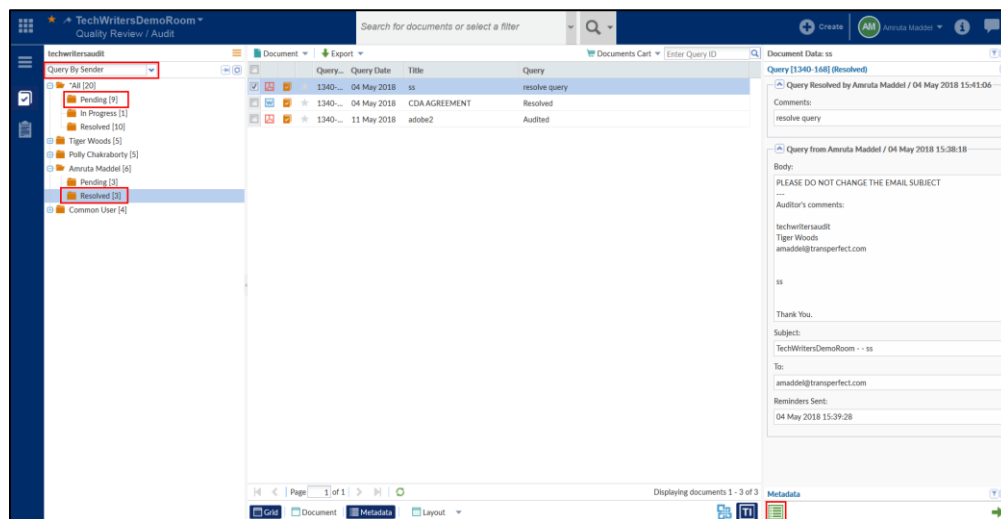 TechWritersDemoRoom
Quality Review / Audit
Search for documents or select a filter
Create
AM
Amruta Maddel
techwritersaudit
Query By Sender
*All [20]
Pending [9]
In Progress [1]
Resolved [10]
Tiger Woods [5]
Polly Chakraborty [5]
Amruta Maddel [6]
Pending [3]
Resolved [3]
Common User [4]
Document
Export
Documents Cart
Enter Query ID
Query... Query Date Title Query
1340-... 04 May 2018 ss resolve query
1340-... 04 May 2018 CDA AGREEMENT Resolved
1340-... 11 May 2018 adobe2 Audited
Page 1 of 1
Displaying documents 1 - 3 of 3
Grid Document Metadata Layout
TI
Document Data: ss
Query [1340-168] (Resolved)
Query Resolved by Amruta Maddel / 04 May 2018 15:41:06
Comments:
resolve query
Query from Amruta Maddel / 04 May 2018 15:38:18
Body:
PLEASE DO NOT CHANGE THE EMAIL SUBJECT
---
Auditor's comments:
techwritersaudit
Tiger Woods
amaddel@transperfect.com
ss
Thank You.
Subject:
TechWritersDemoRoom - - ss
To:
amaddel@transperfect.com
Reminders Sent:
04 May 2018 15:39:28
Metadata